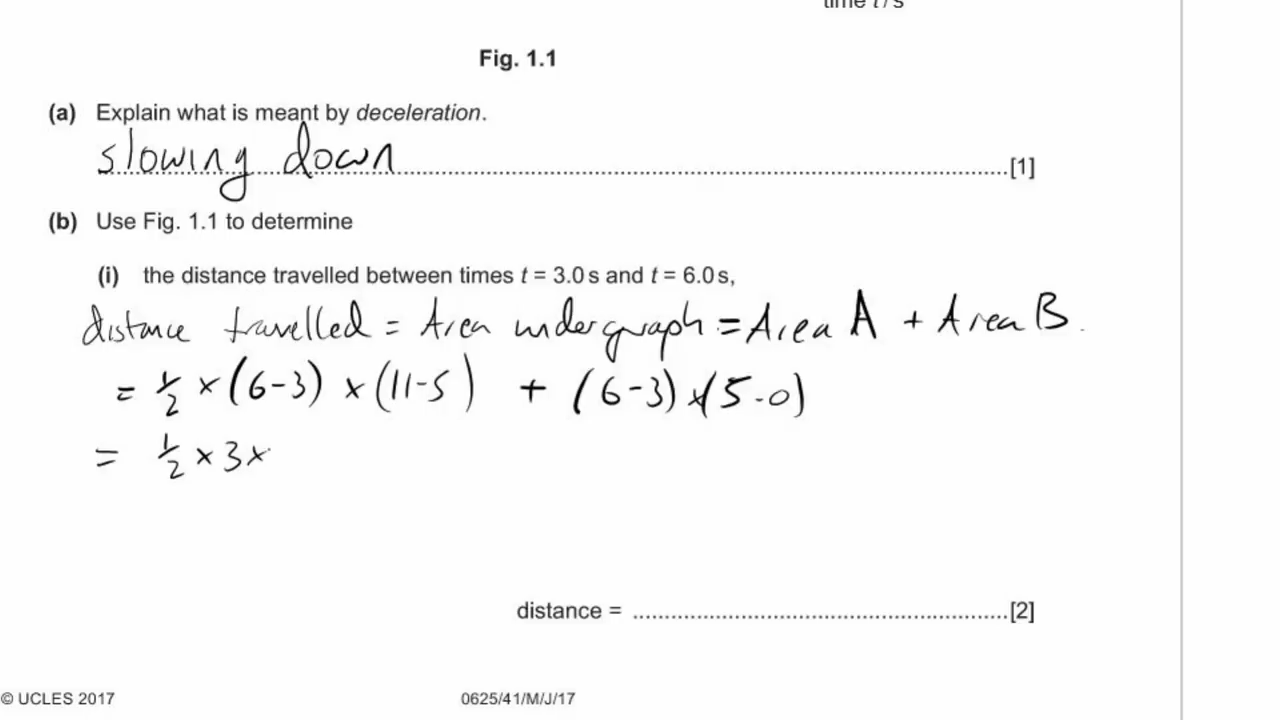 time t / s
Fig. 1.1
(a) Explain what is meant by deceleration.
slowing down [1]
(b) Use Fig. 1.1 to determine
(i) the distance travelled between times t = 3.0 s and t = 6.0 s,
distance travelled = Area under graph = Area A + Area B.
= 1/2 × (6-3) × (11-5) + (6-3) × (5-0)
= 1/2 × 3 ×
distance = ..................................................... [2]
© UCLES 2017 0625/41/M/J/17